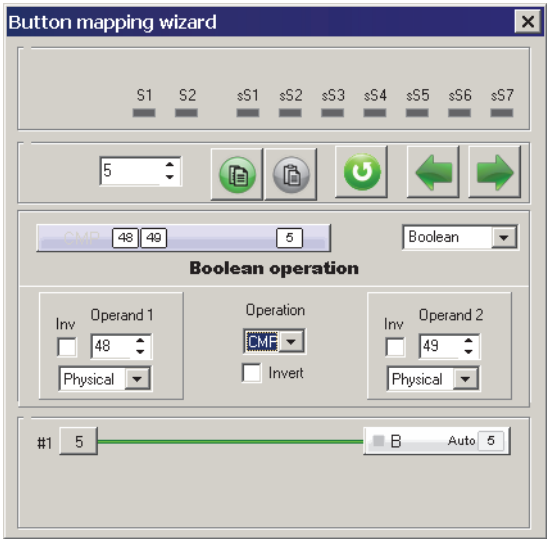 Button mapping wizard
S1 S2 sS1 sS2 sS3 sS4 sS5 sS6 sS7
5
CMP 48 49 5 Boolean
Boolean operation
Operand 1 Operation Operand 2
Inv Inv
48 CMP 49
Physical Invert Physical
#1 5 B Auto 5